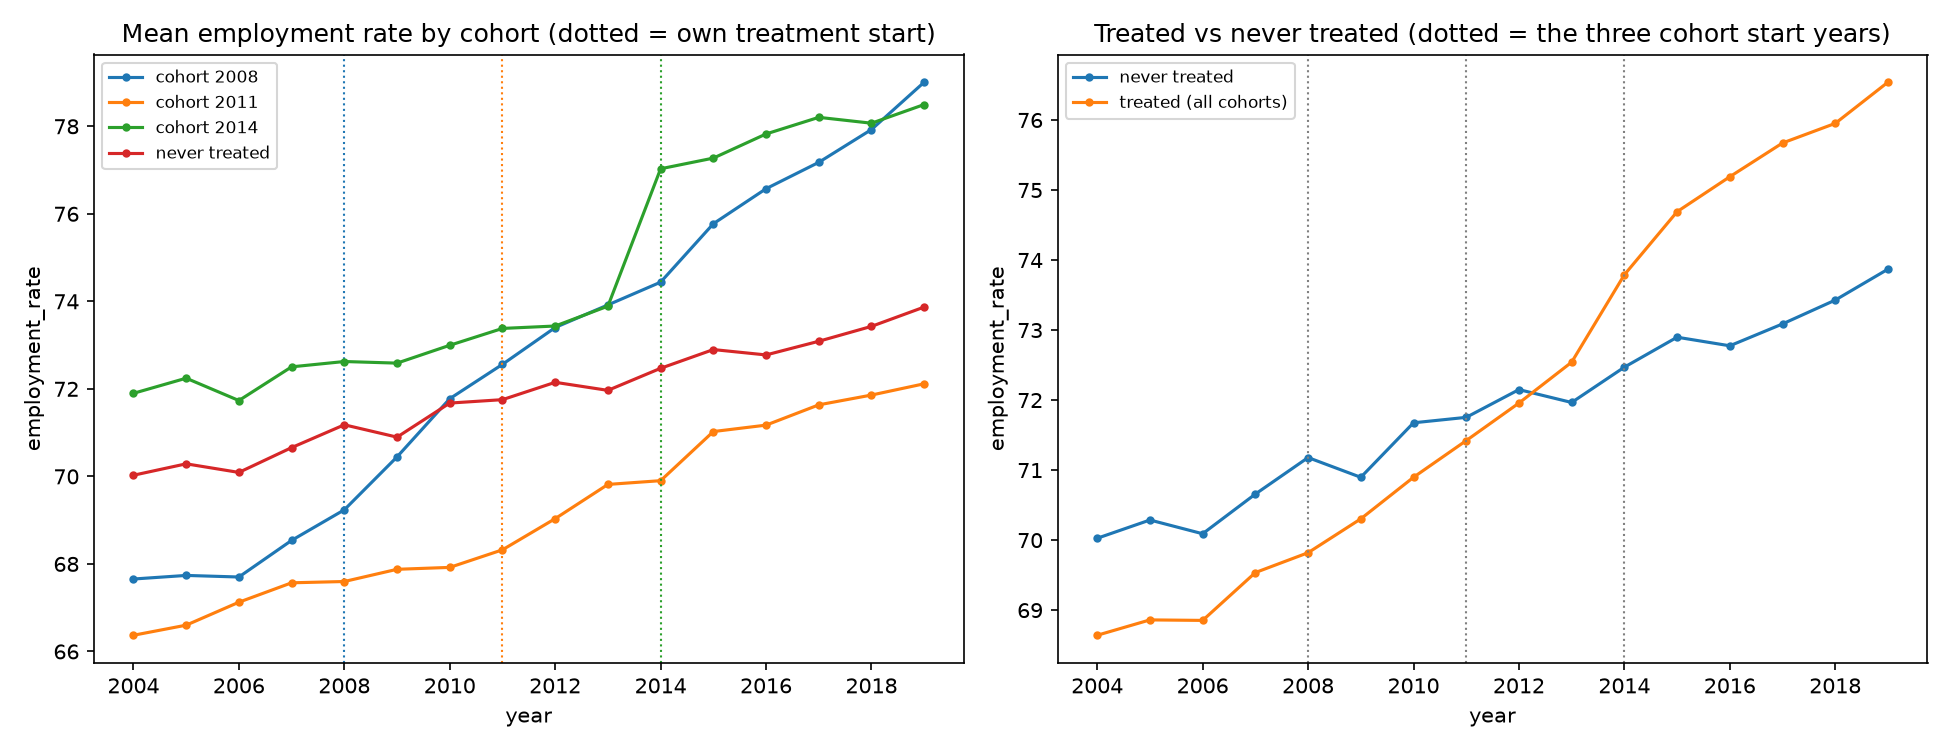 Mean employment rate by cohort (dotted = own treatment start)
cohort 2008
cohort 2011
cohort 2014
never treated
78
76
74
72
70
68
66
employment_rate
2004 2006 2008 2010 2012 2014 2016 2018
year
Treated vs never treated (dotted = the three cohort start years)
never treated
treated (all cohorts)
76
75
74
73
72
71
70
69
employment_rate
2004 2006 2008 2010 2012 2014 2016 2018
year